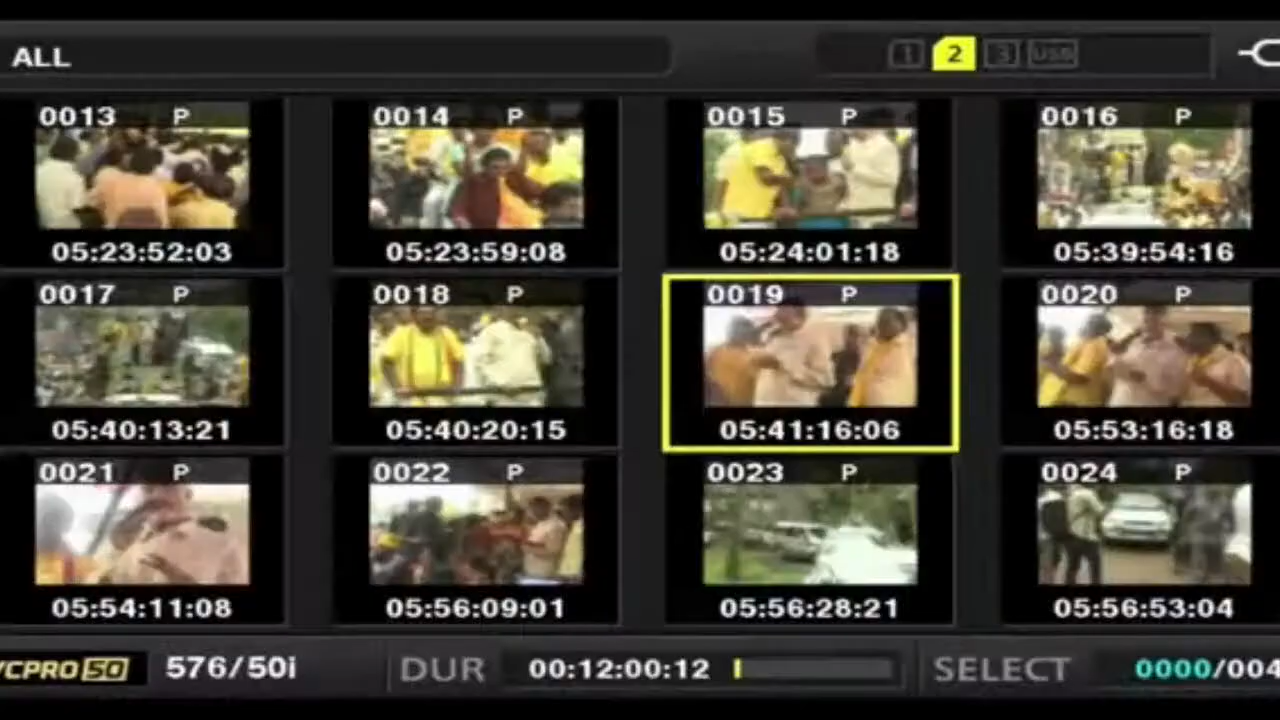 ALL 1 2 3 USB
0013 P 0014 P 0015 P 0016 P
05:23:52:03 05:23:59:08 05:24:01:18 05:39:54:16
0017 P 0018 P 0019 P 0020 P
05:40:13:21 05:40:20:15 05:41:16:06 05:53:16:18
0021 P 0022 P 0023 P 0024 P
05:54:11:08 05:56:09:01 05:56:28:21 05:56:53:04
VCPRO50 576/50i DUR 00:12:00:12 SELECT 0000/004